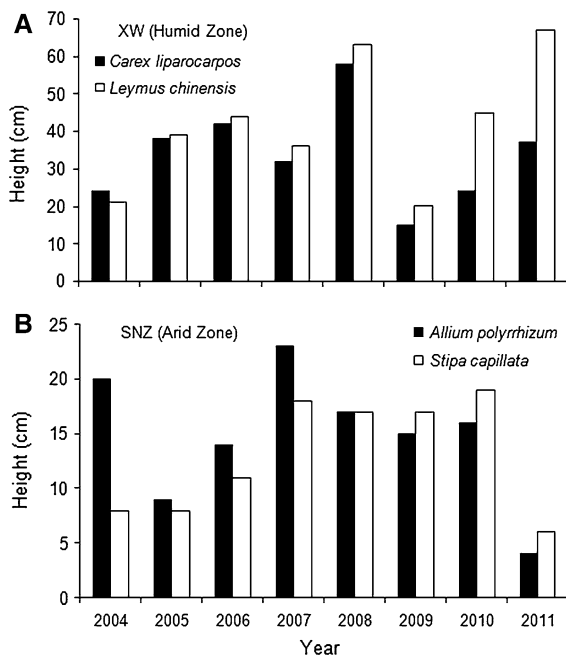 A
XW (Humid Zone)
Carex liparocarpos
Leymus chinensis
Height (cm)
70
60
50
40
30
20
10
0
B
SNZ (Arid Zone)
Allium polyrrhizum
Stipa capillata
Height (cm)
25
20
15
10
5
0
2004 2005 2006 2007 2008 2009 2010 2011
Year